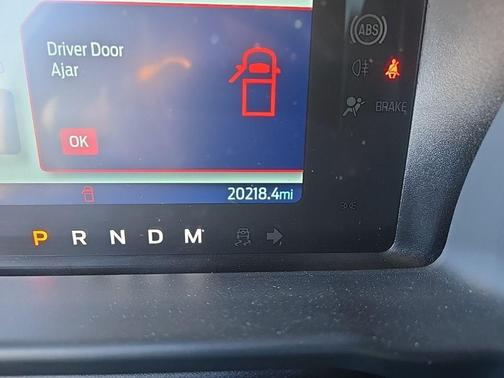 Driver Door
Ajar
OK
ABS
BRAKE
20218.4mi
P R N D M